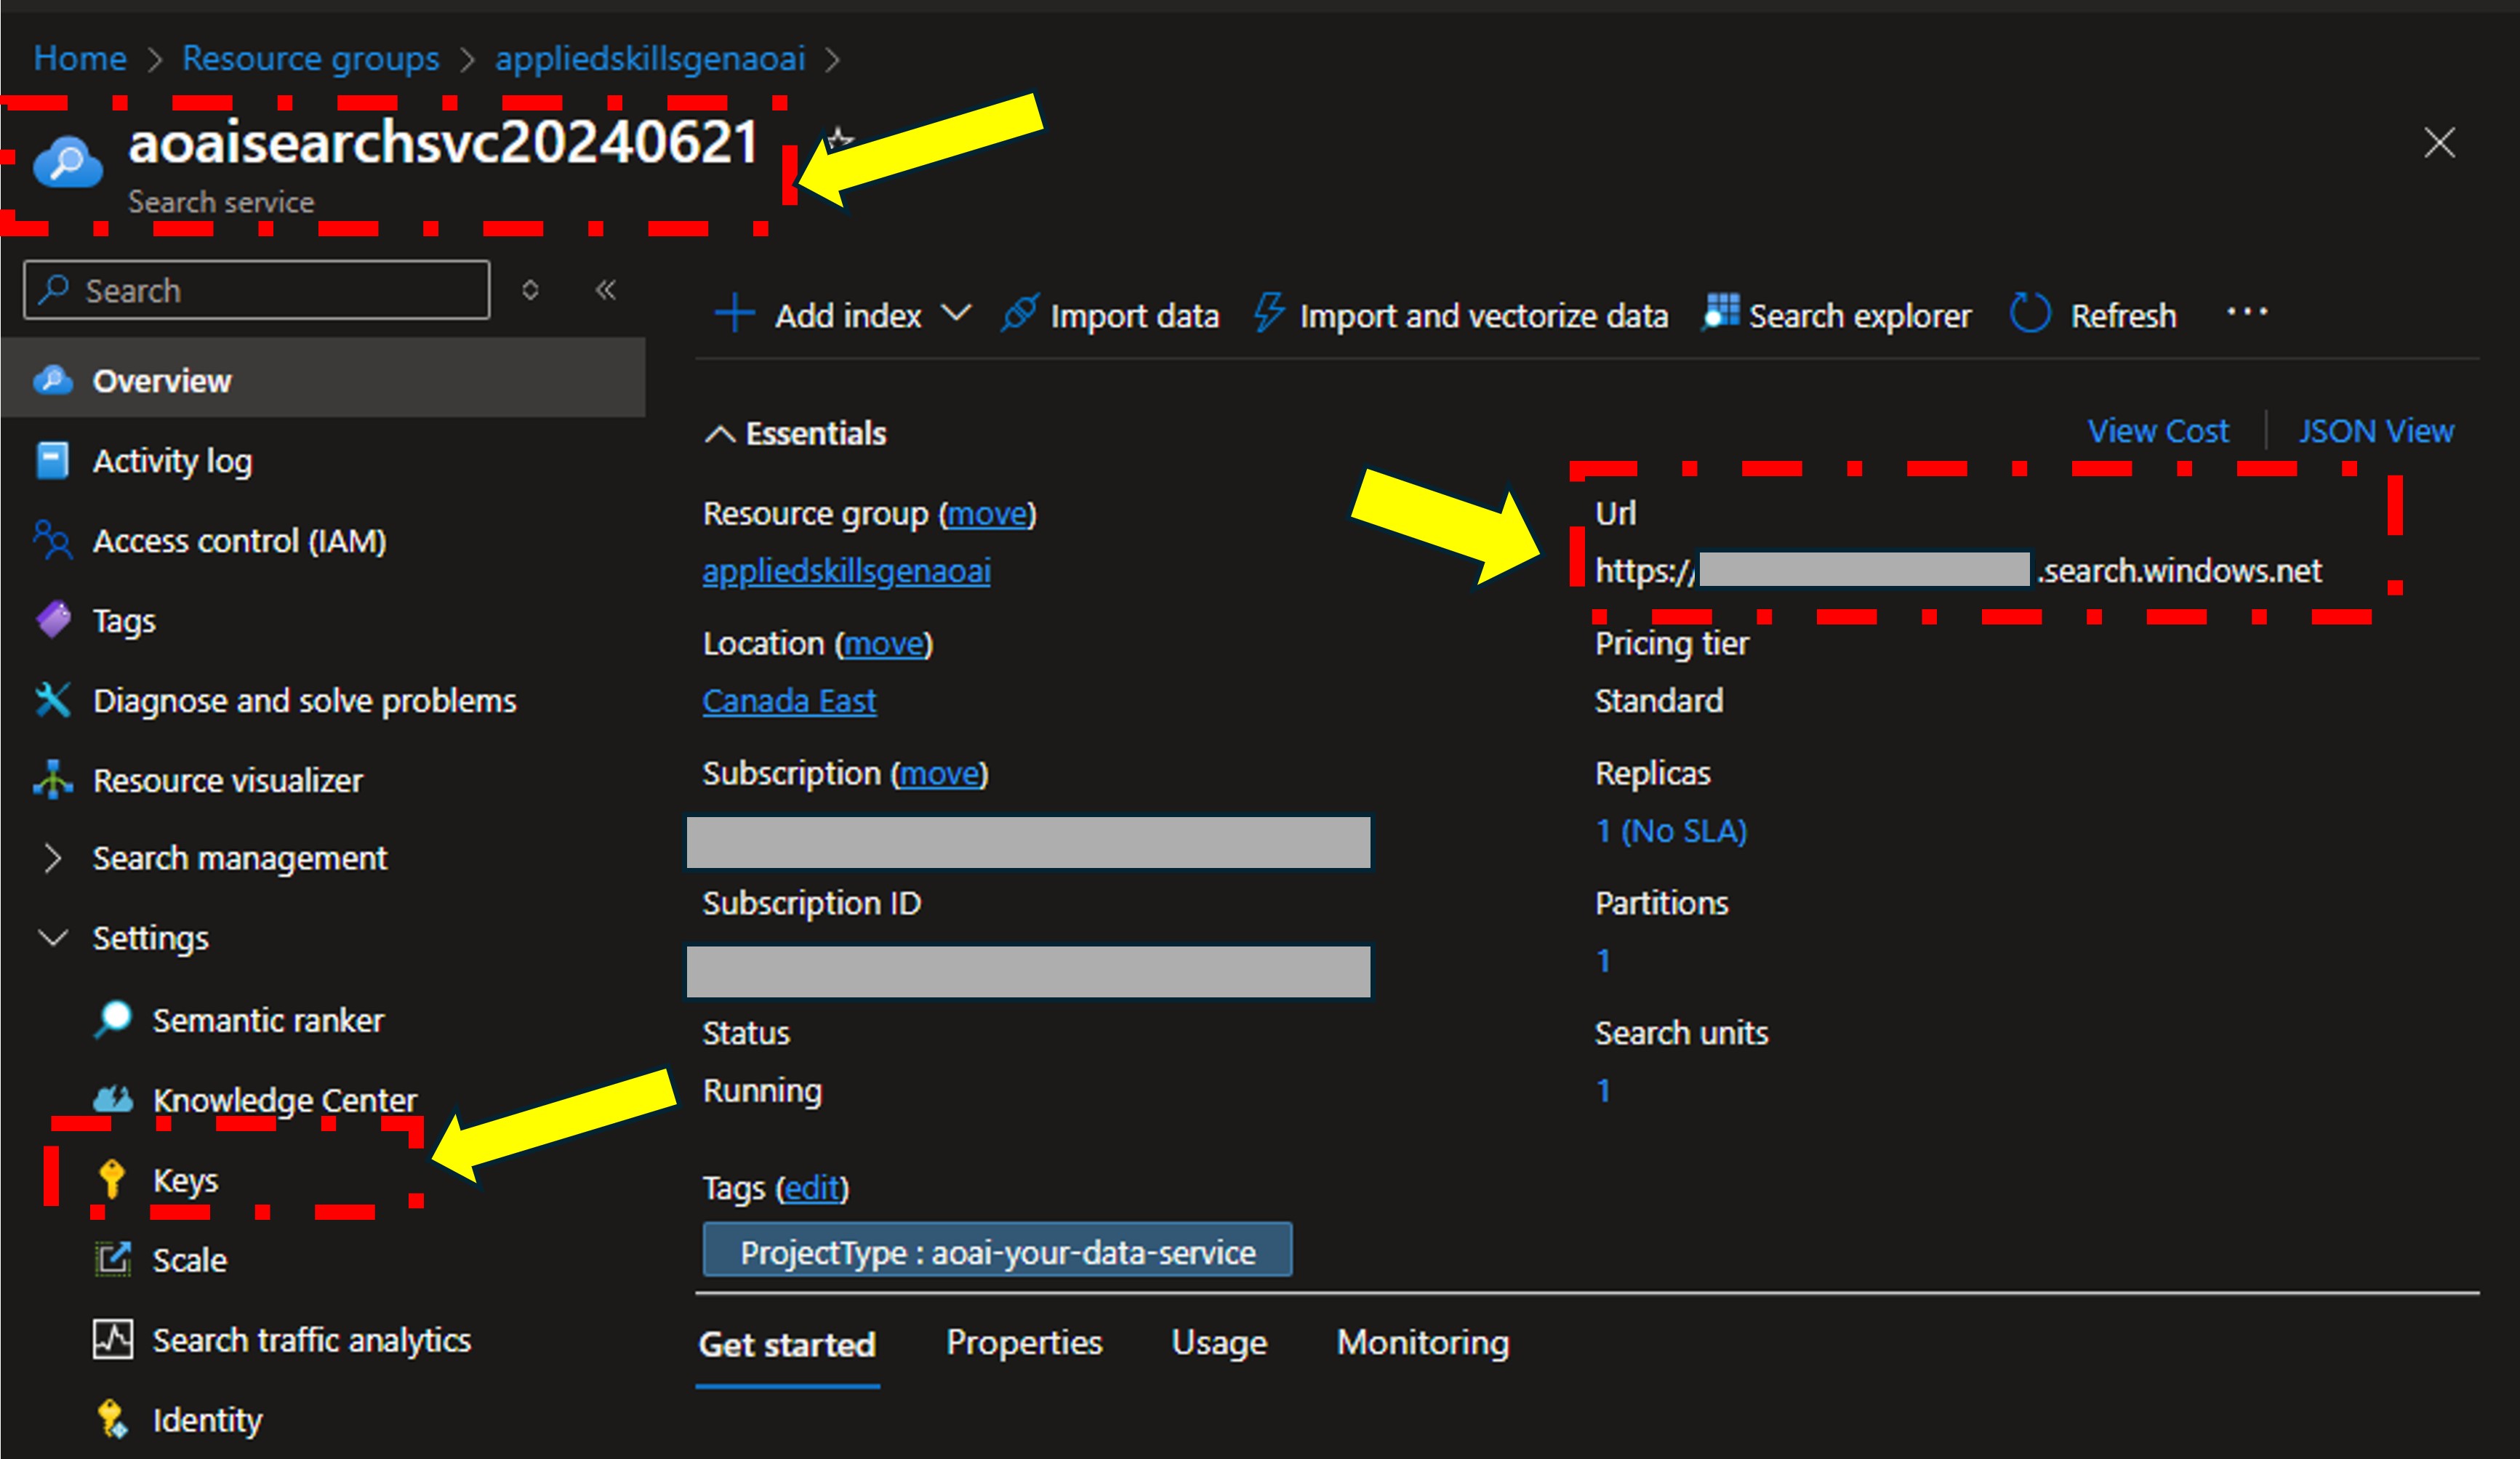 Home > Resource groups > appliedskillsgenaoai >
aoaisearchsvc20240621
Search service
Search
Add index
Import data
Import and vectorize data
Search explorer
Refresh
...
Overview
Activity log
Access control (IAM)
Tags
Diagnose and solve problems
Resource visualizer
Search management
Settings
Semantic ranker
Knowledge Center
Keys
Scale
Search traffic analytics
Identity
Essentials
View Cost
JSON View
Resource group (move)
appliedskillsgenaoai
Location (move)
Canada East
Subscription (move)
Subscription ID
Status
Running
Url
https:// .search.windows.net
Pricing tier
Standard
Replicas
1 (No SLA)
Partitions
1
Search units
1
Tags (edit)
ProjectType : aoai-your-data-service
Get started
Properties
Usage
Monitoring